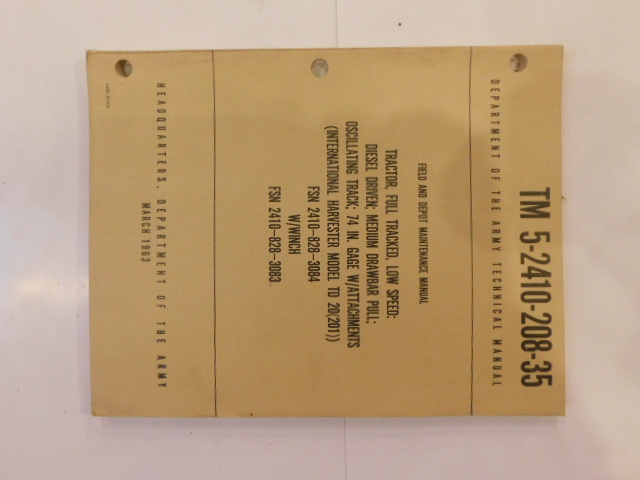 TM 5-2410-208-35
DEPARTMENT OF THE ARMY TECHNICAL MANUAL
FIELD AND DEPOT MAINTENANCE MANUAL
TRACTOR, FULL TRACKED, LOW SPEED:
DIESEL DRIVEN; MEDIUM DRAWBAR PULL;
OSCILLATING TRACK; 74 IN. GAGE W/ATTACHMENTS
(INTERNATIONAL HARVESTER MODEL TD 20(201))
FSN 2410-828-3084
W/WINCH
FSN 2410-828-3083.
HEADQUARTERS, DEPARTMENT OF THE ARMY
MARCH 1963